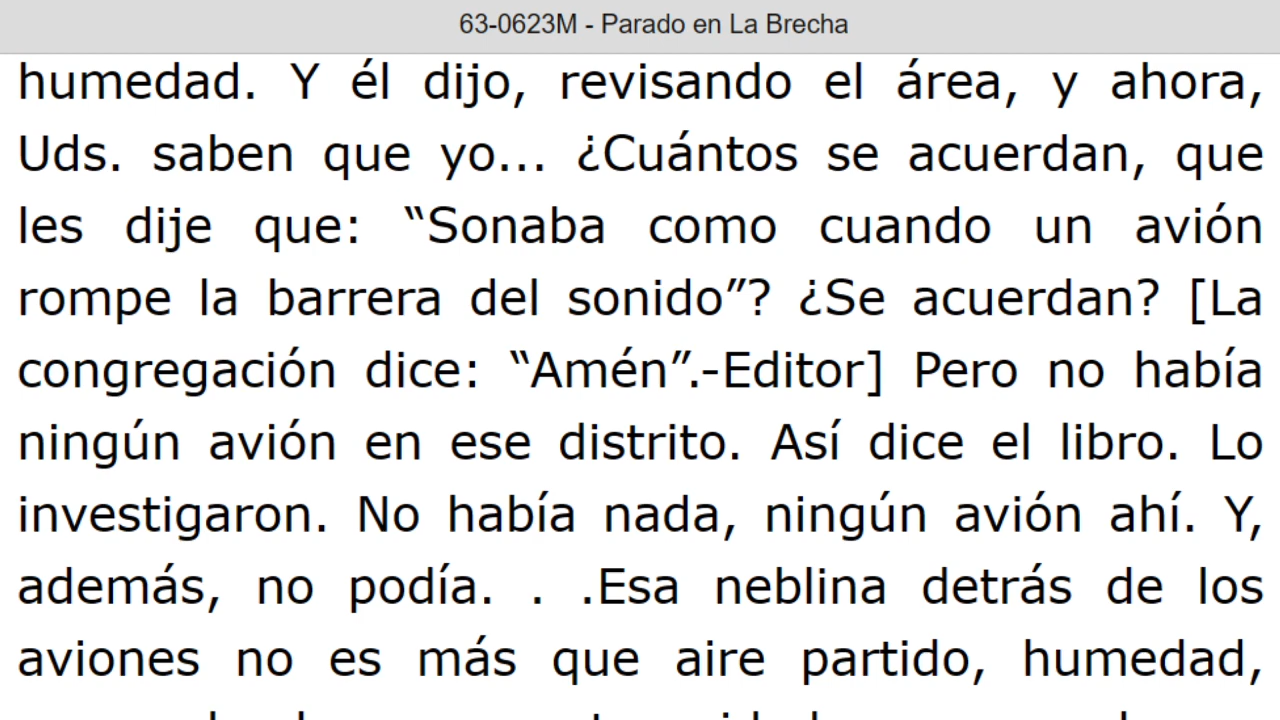 63-0623M - Parado en La Brecha
humedad. Y él dijo, revisando el área, y ahora,
Uds. saben que yo... ¿Cuántos se acuerdan, que
les dije que: “Sonaba como cuando un avión
rompe la barrera del sonido”? ¿Se acuerdan? [La
congregación dice: “Amén”.-Editor] Pero no había
ningún avión en ese distrito. Así dice el libro. Lo
investigaron. No había nada, ningún avión ahí. Y,
además, no podía. . .Esa neblina detrás de los
aviones no es más que aire partido, humedad,